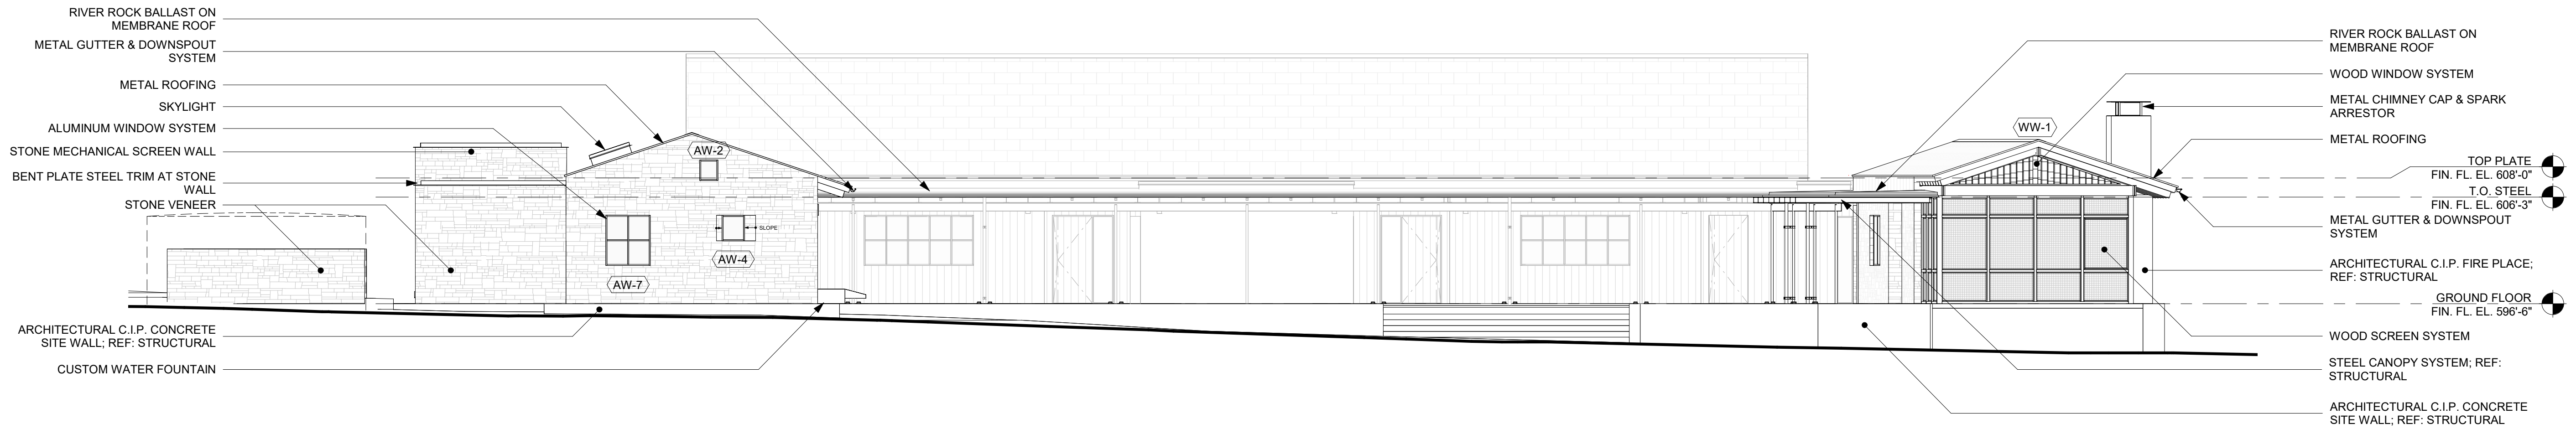 RIVER ROCK BALLAST ON
MEMBRANE ROOF
METAL GUTTER & DOWNSPOUT
SYSTEM
METAL ROOFING
SKYLIGHT
ALUMINUM WINDOW SYSTEM
STONE MECHANICAL SCREEN WALL
BENT PLATE STEEL TRIM AT STONE
WALL
STONE VENEER
ARCHITECTURAL C.I.P. CONCRETE
SITE WALL; REF: STRUCTURAL
CUSTOM WATER FOUNTAIN
AW-2
SLOPE
AW-4
AW-7
WW-1
RIVER ROCK BALLAST ON
MEMBRANE ROOF
WOOD WINDOW SYSTEM
METAL CHIMNEY CAP & SPARK
ARRESTOR
METAL ROOFING
TOP PLATE
FIN. FL. EL. 608'-0"
T.O. STEEL
FIN. FL. EL. 606'-3"
METAL GUTTER & DOWNSPOUT
SYSTEM
ARCHITECTURAL C.I.P. FIRE PLACE;
REF: STRUCTURAL
GROUND FLOOR
FIN. FL. EL. 596'-6"
WOOD SCREEN SYSTEM
STEEL CANOPY SYSTEM; REF:
STRUCTURAL
ARCHITECTURAL C.I.P. CONCRETE
SITE WALL; REF: STRUCTURAL